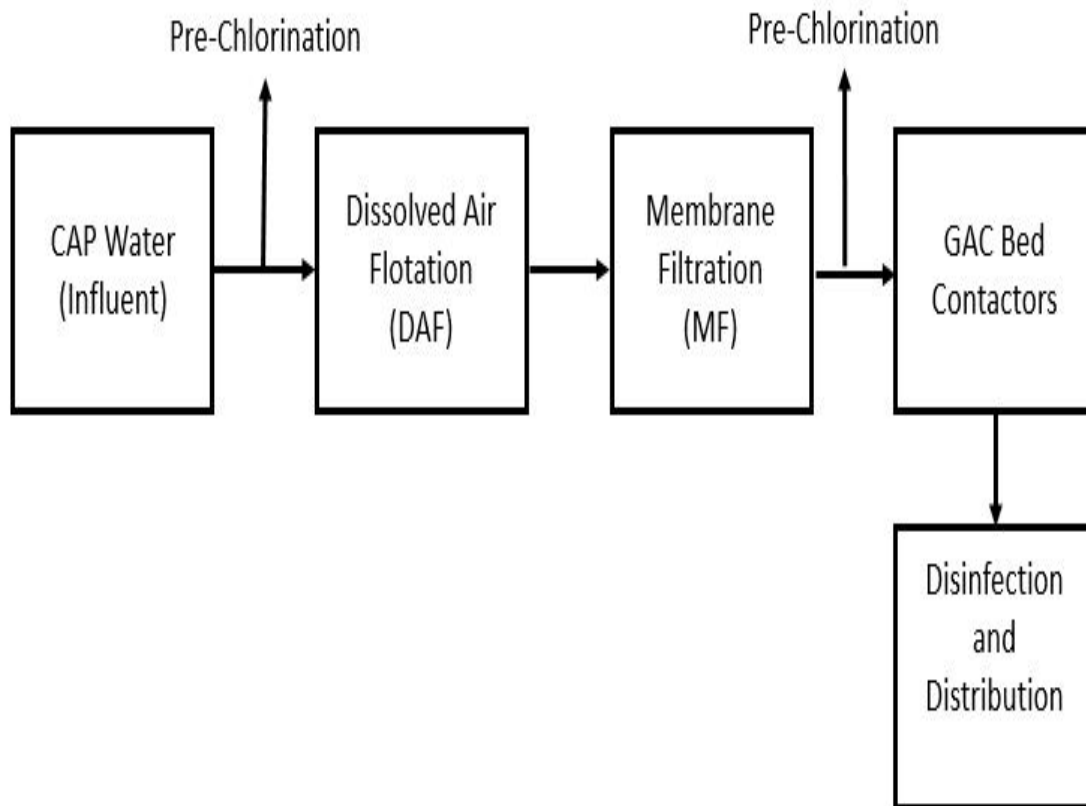 Pre-Chlorination
Pre-Chlorination
CAP Water
(Influent)
Dissolved Air
Flotation
(DAF)
Membrane
Filtration
(MF)
GAC Bed
Contactors
Disinfection
and
Distribution